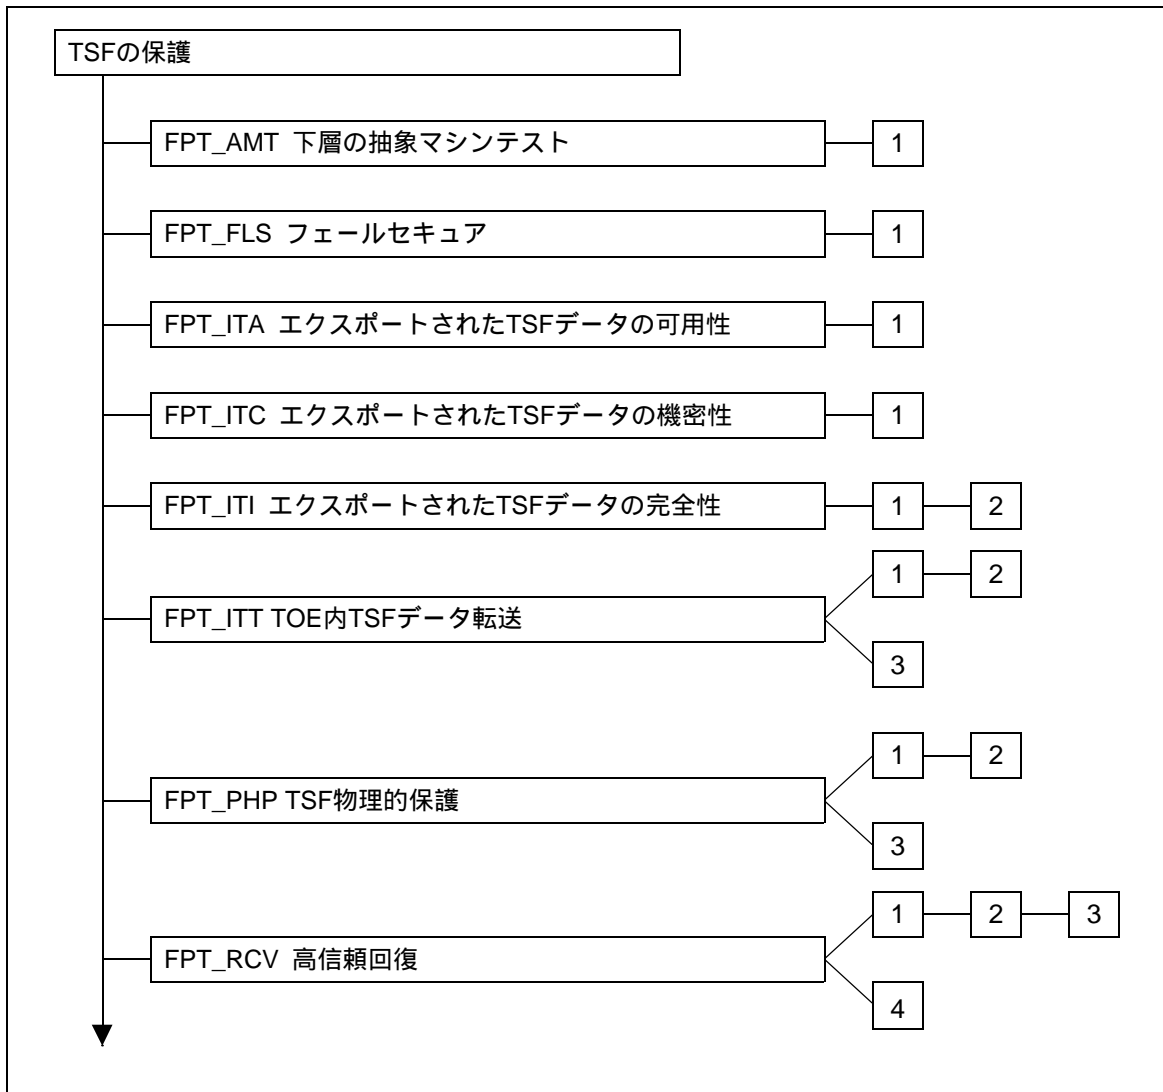 TSFの保護
FPT_AMT 下層の抽象マシンテスト 1
FPT_FLS フェールセキュア 1
FPT_ITA エクスポートされたTSFデータの可用性 1
FPT_ITC エクスポートされたTSFデータの機密性 1
FPT_ITI エクスポートされたTSFデータの完全性 1 2
1 2
FPT_ITT TOE内TSFデータ転送
3
1 2
FPT_PHP TSF物理的保護
3
1 2 3
FPT_RCV 高信頼回復
4